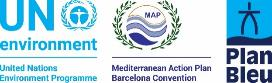 UN
environment
United Nations
Environment Programme
MAP
Mediterranean Action Plan
Barcelona Convention
Plan
Bleu